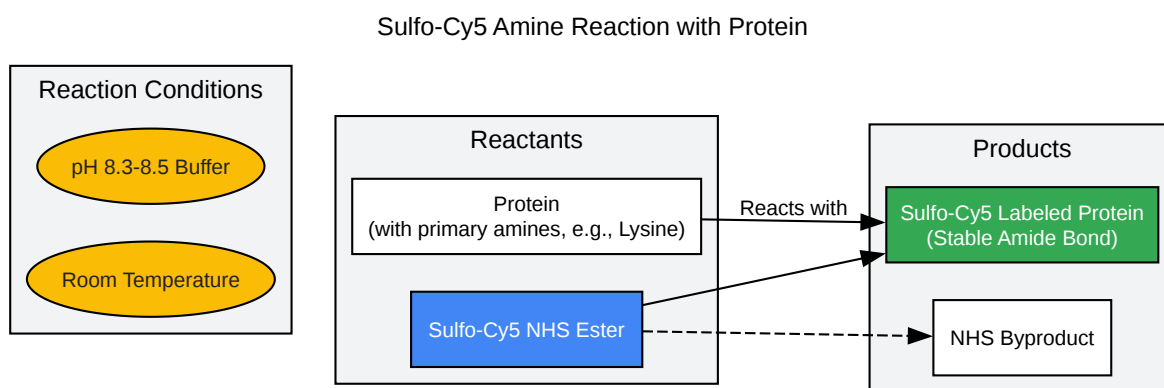 Sulfo-Cy5 Amine Reaction with Protein
Reaction Conditions
pH 8.3-8.5 Buffer
Room Temperature
Reactants
Protein
(with primary amines, e.g., Lysine)
Sulfo-Cy5 NHS Ester
Reacts with
Products
Sulfo-Cy5 Labeled Protein
(Stable Amide Bond)
NHS Byproduct